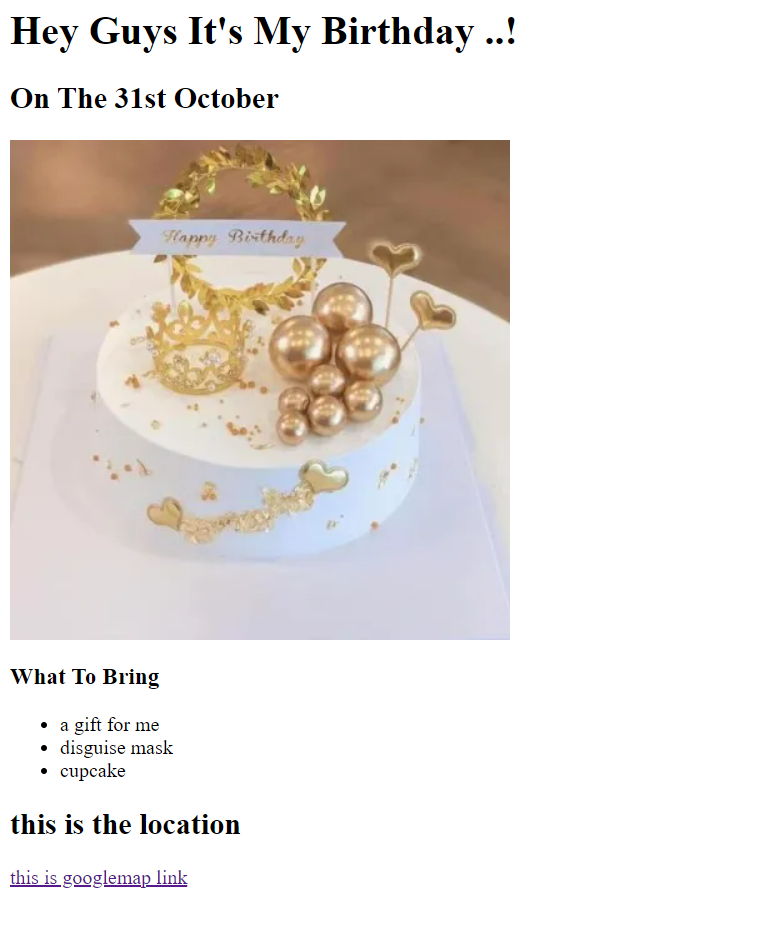 Hey Guys It's My Birthday ..!
On The 31st October
Happy Birthday
What To Bring
a gift for me
disguise mask
cupcake
this is the location
this is googlemap link